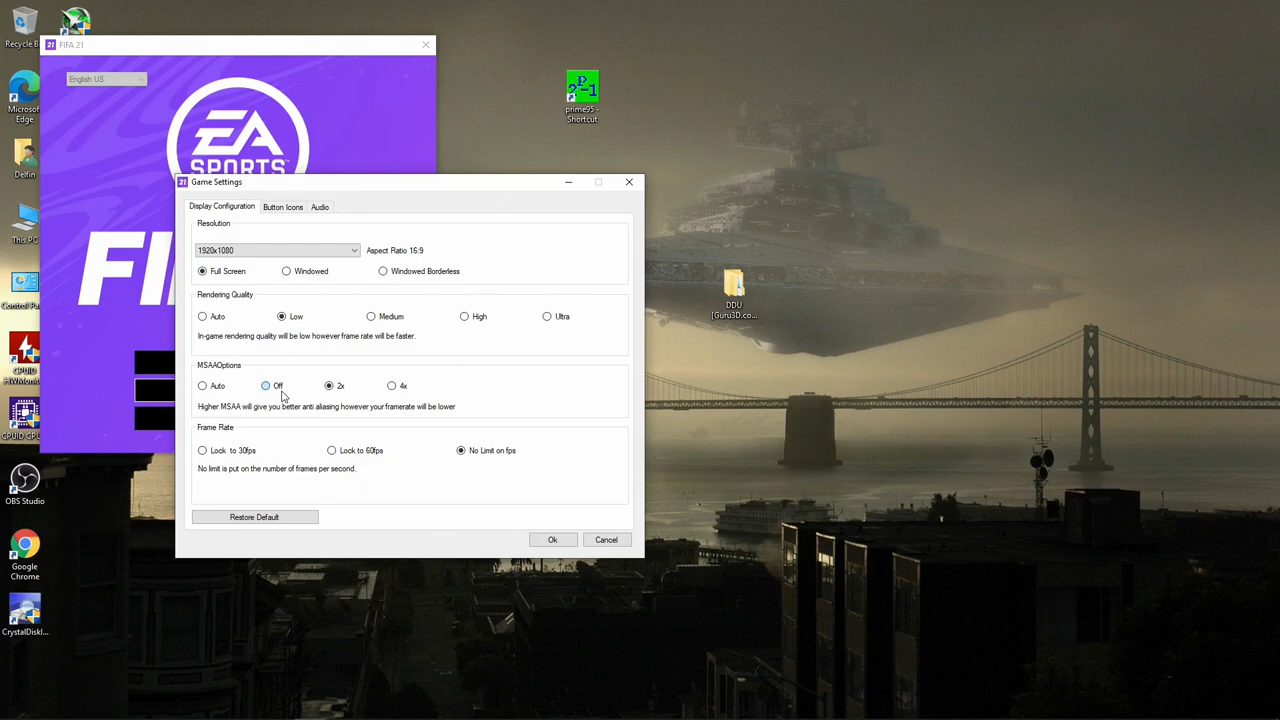 Recycle B
Microsof
Edge
Delfin
This PC
Control Pa
CPUID
HWMonit
CPUID CPU
OBS Studio
Google
Chrome
CrystalDiskI...
21 FIFA 21
English US
EA
SPORTS
FI
prime95 -
Shortcut
DDU
[Guru3D.co...
21 Game Settings
Display Configuration Button Icons Audio
Resolution
1920x1080 Aspect Ratio 16:9
Full Screen Windowed Windowed Borderless
Rendering Quality
Auto Low Medium High Ultra
In-game rendering quality will be low however frame rate will be faster.
MSAAOptions
Auto Off 2x 4x
Higher MSAA will give you better anti aliasing however your framerate will be lower
Frame Rate
Lock to 30fps Lock to 60fps No Limit on fps
No limit is put on the number of frames per second.
Restore Default
Ok Cancel